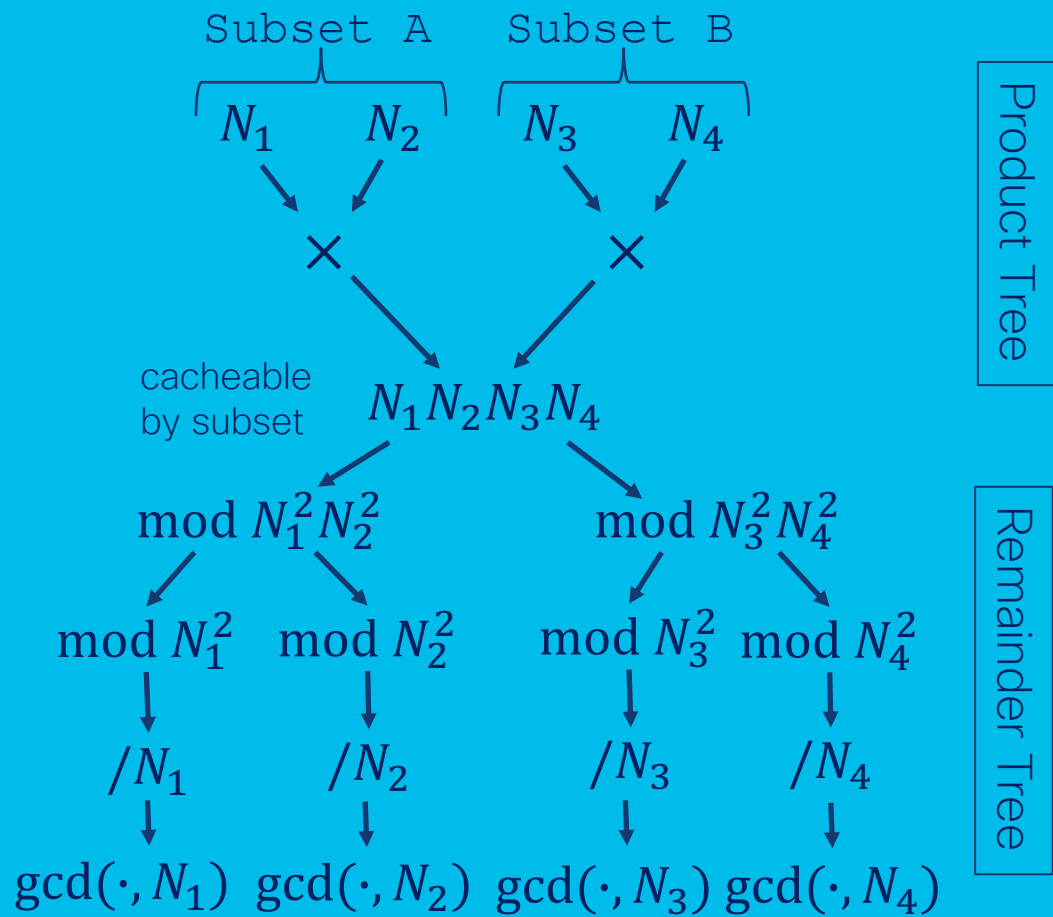 Subset A Subset B
N₁ N₂ N₃ N₄
× ×
cacheable
by subset
N₁N₂N₃N₄
mod N₁²N₂² mod N₃²N₄²
mod N₁² mod N₂² mod N₃² mod N₄²
/N₁ /N₂ /N₃ /N₄
gcd(·, N₁) gcd(·, N₂) gcd(·, N₃) gcd(·, N₄)
Product Tree
Remainder Tree